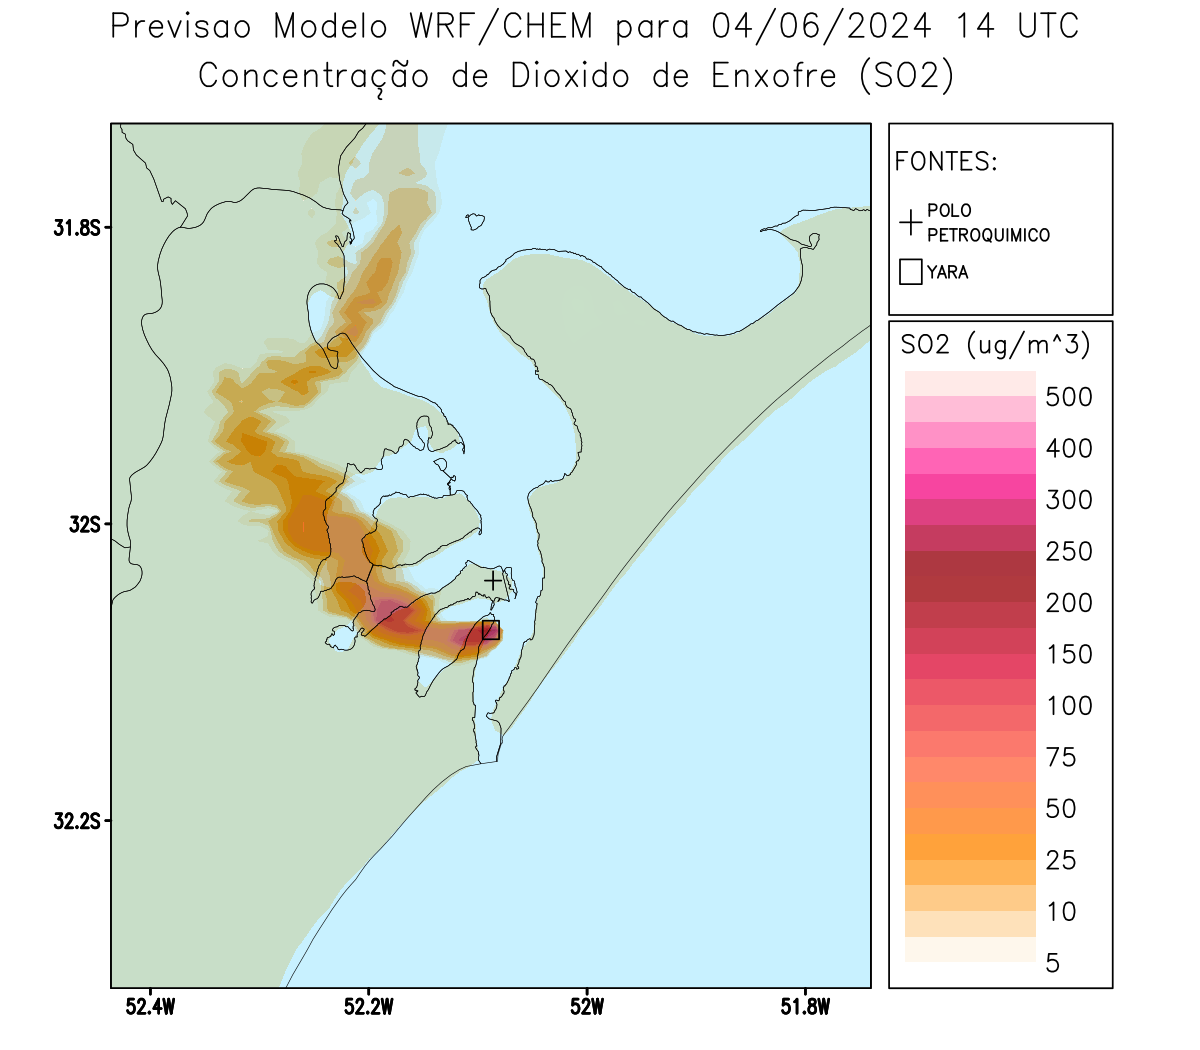 Previsao Modelo WRF/CHEM para 04/06/2024 14 UTC
Concentração de Dioxido de Enxofre (SO2)
FONTES:
POLO
PETROQUIMICO
YARA
SO2 (ug/m^3)
500
400
300
250
200
150
100
75
50
25
10
5
31.8S
32S
32.2S
52.4W
52.2W
52W
51.8W